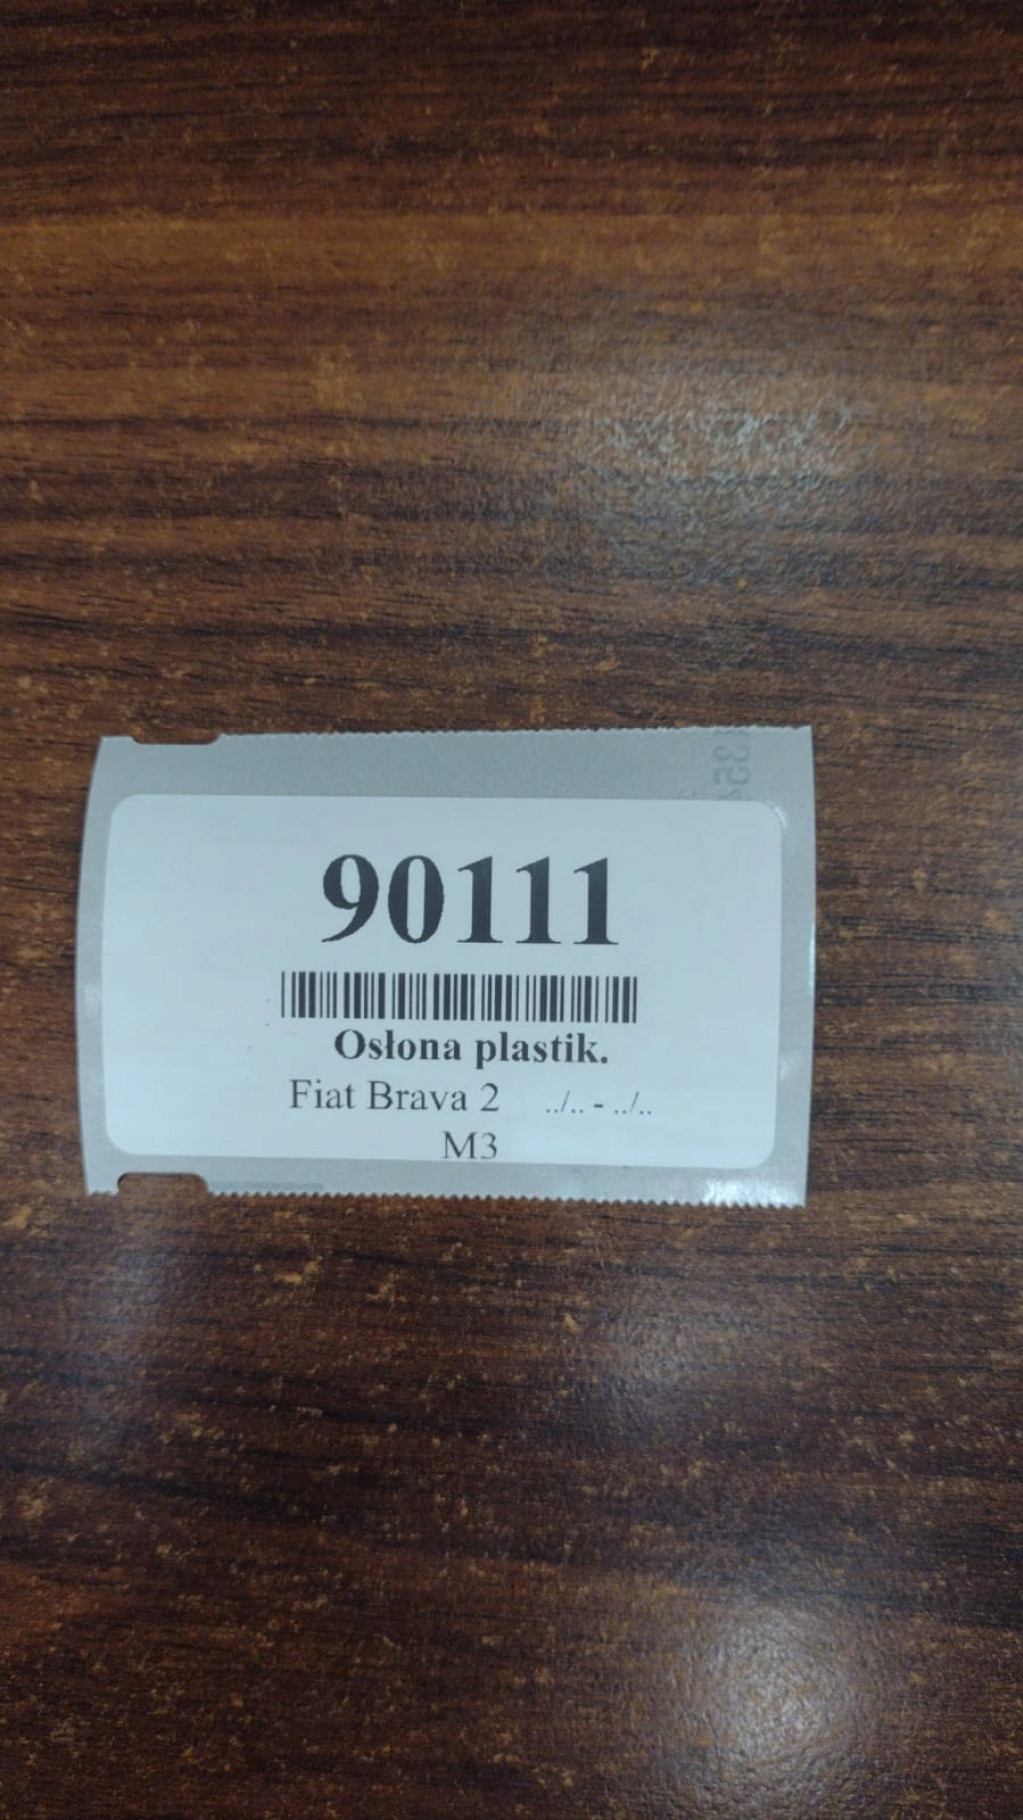 90111
Osłona plastik.
Fiat Brava 2 ../.. - ../..
M3